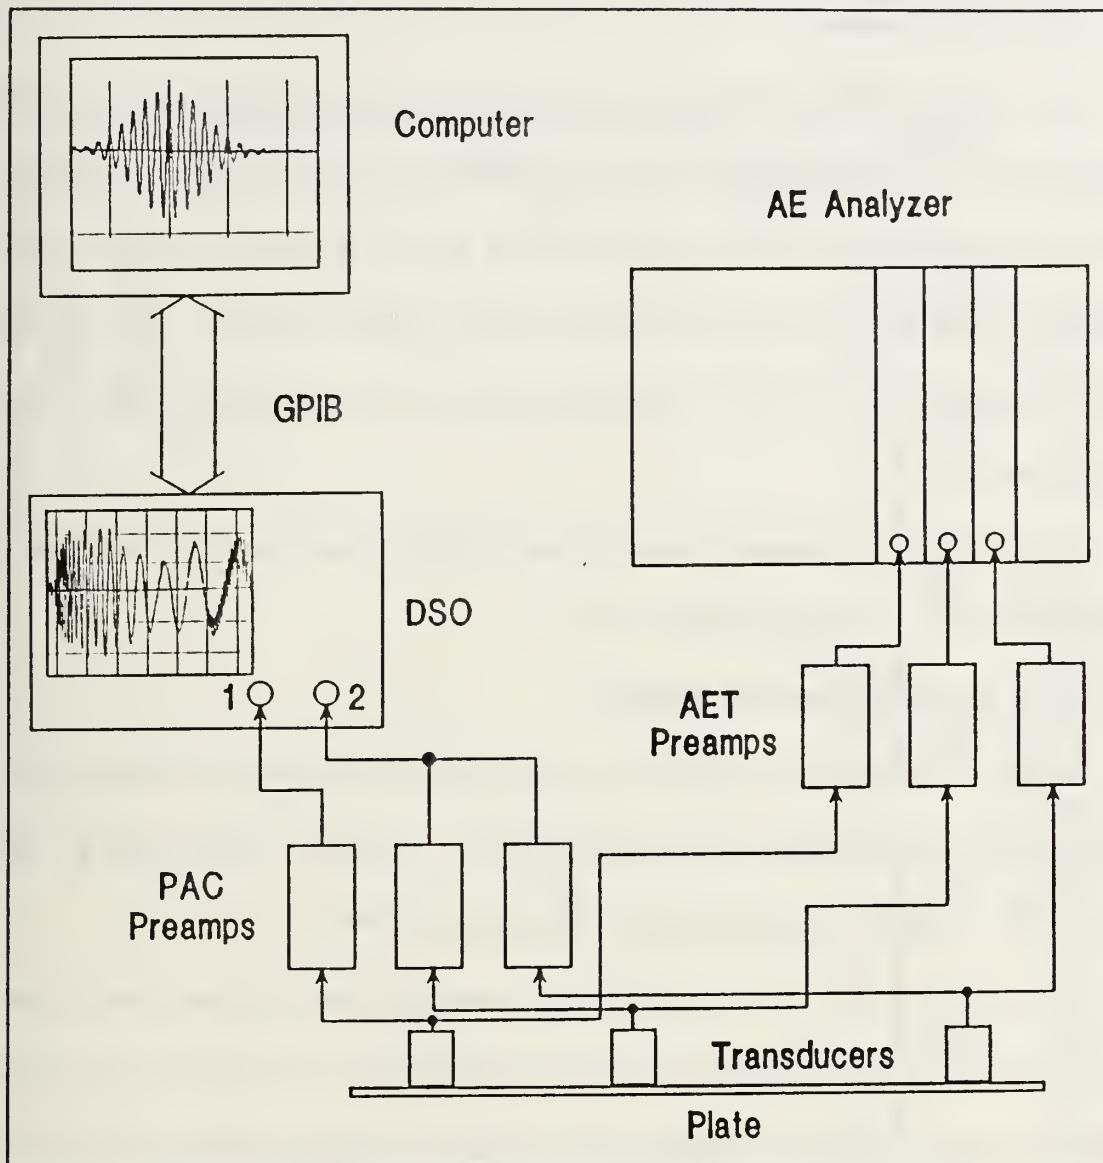 Computer
AE Analyzer
GPIB
DSO
1
2
AET
Preamps
PAC
Preamps
Transducers
Plate